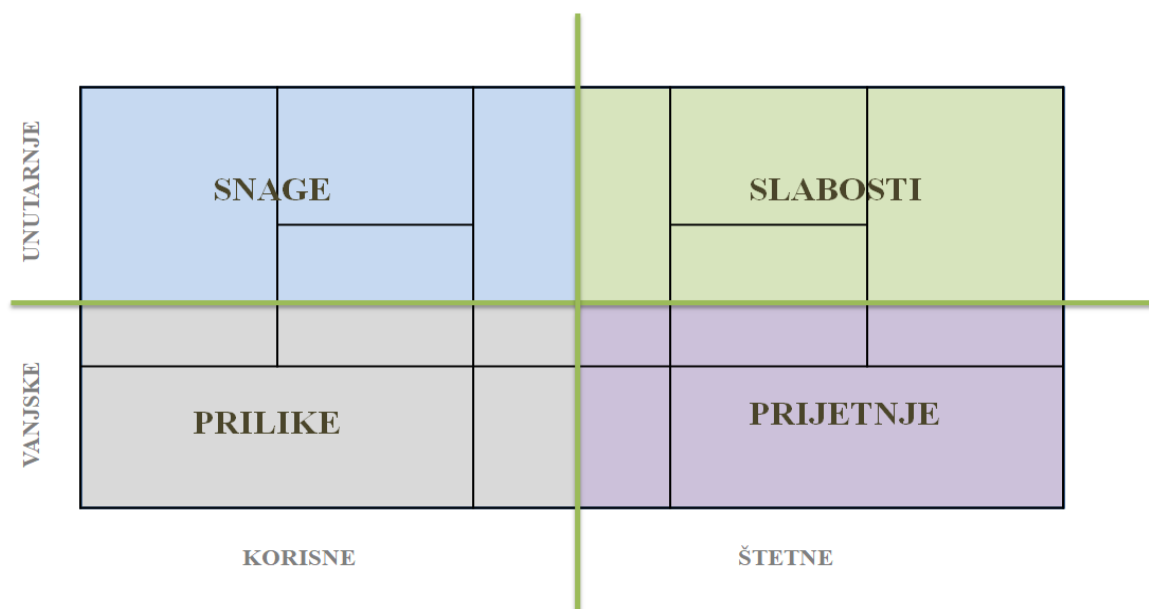 UNUTARNJE
SNAGE
SLABOSTI
VANJSKE
PRILIKE
PRIJETNJE
KORISNE
ŠTETNE